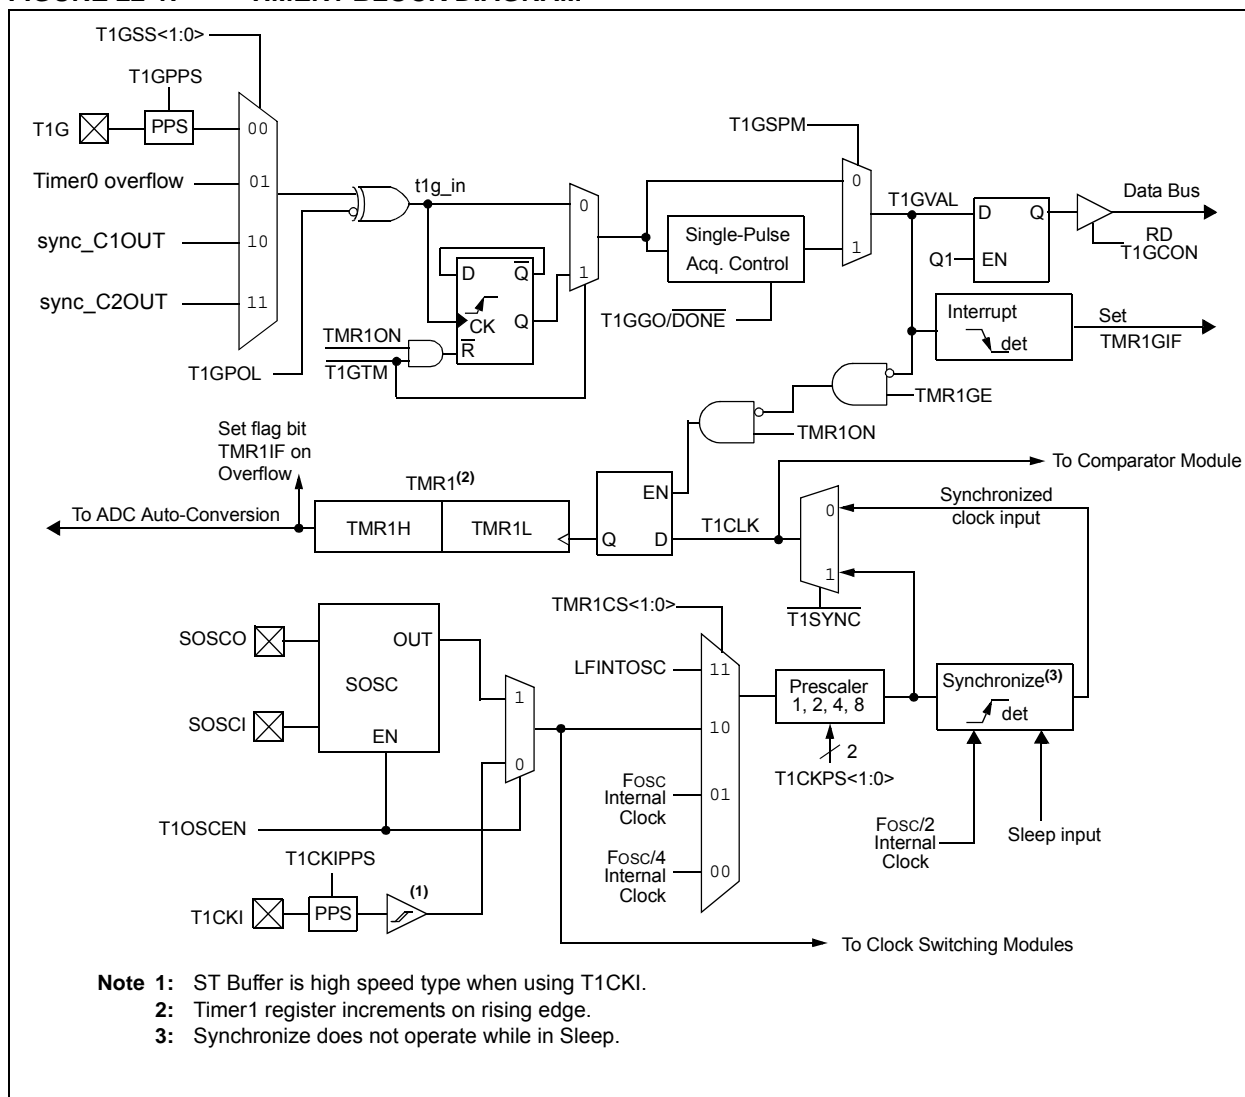 T1GSS<1:0>
T1GPPS
T1G
PPS
00
T1GSPM
Timer0 overflow
01
t1g_in
0
0
T1GVAL
D
Q
Data Bus
sync_C1OUT
10
D
Q
1
Single-Pulse
Acq. Control
1
Q1
EN
RD
T1GCON
sync_C2OUT
11
CK
Q
T1GGO/DONE
Interrupt
det
Set
TMR1GIF
TMR1ON
R
T1GTM
T1GPOL
TMR1GE
TMR1ON
Set flag bit
TMR1IF on
Overflow
To Comparator Module
TMR1(2)
To ADC Auto-Conversion
TMR1H
TMR1L
EN
Q
D
T1CLK
0
Synchronized
clock input
1
T1SYNC
TMR1CS<1:0>
SOSCO
OUT
SOSC
LFINTOSC
11
Prescaler
1, 2, 4, 8
Synchronize(3)
det
SOSCI
EN
1
10
0
2
T1CKPS<1:0>
FOSC
Internal
Clock
01
T1OSCEN
FOSC/2
Internal
Clock
Sleep input
T1CKIPPS
FOSC/4
Internal
Clock
00
T1CKI
PPS
(1)
To Clock Switching Modules
Note 1: ST Buffer is high speed type when using T1CKI.
2: Timer1 register increments on rising edge.
3: Synchronize does not operate while in Sleep.